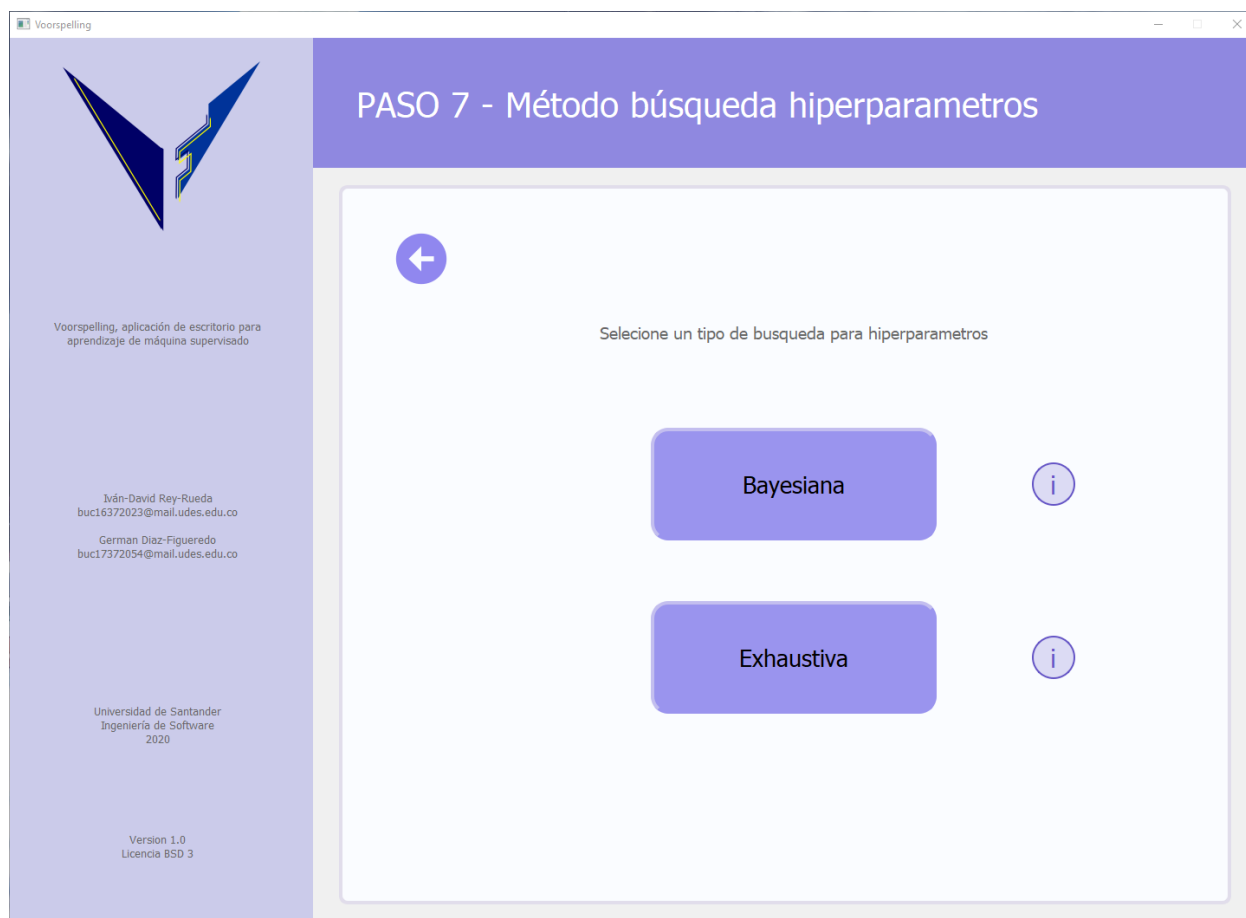 Voorspelling
PASO 7 - Método búsqueda hiperparametros
Voorspelling, aplicación de escritorio para
aprendizaje de máquina supervisado
Iván-David Rey-Rueda
buc16372023@mail.udes.edu.co
German Diaz-Figueredo
buc17372054@mail.udes.edu.co
Universidad de Santander
Ingeniería de Software
2020
Version 1.0
Licencia BSD 3
Selecione un tipo de busqueda para hiperparametros
Bayesiana
i
Exhaustiva
i